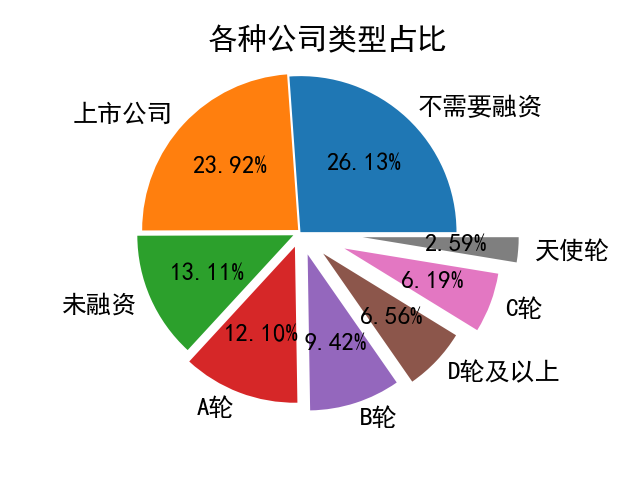 各种公司类型占比
不需要融资
26.13%
上市公司
23.92%
未融资
13.11%
A轮
12.10%
B轮
9.42%
D轮及以上
6.56%
C轮
6.19%
天使轮
2.59%